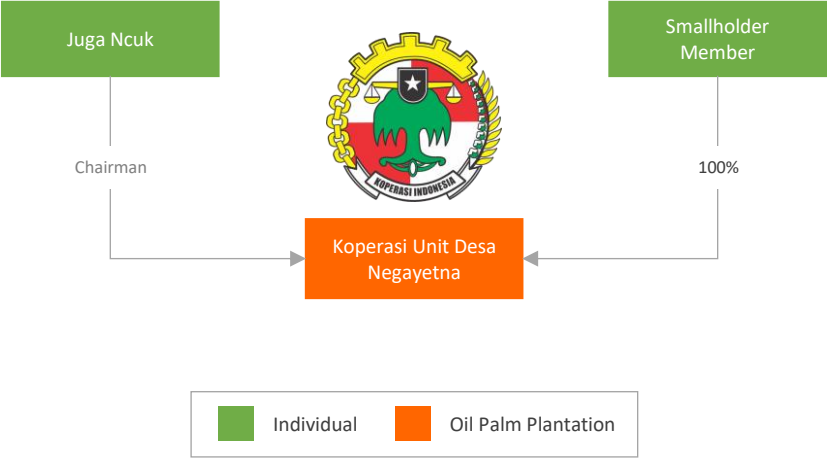 Juga Ncuk
Smallholder
Member
KOPERASI INDONESIA
Chairman
100%
Koperasi Unit Desa
Negayetna
Individual
Oil Palm Plantation